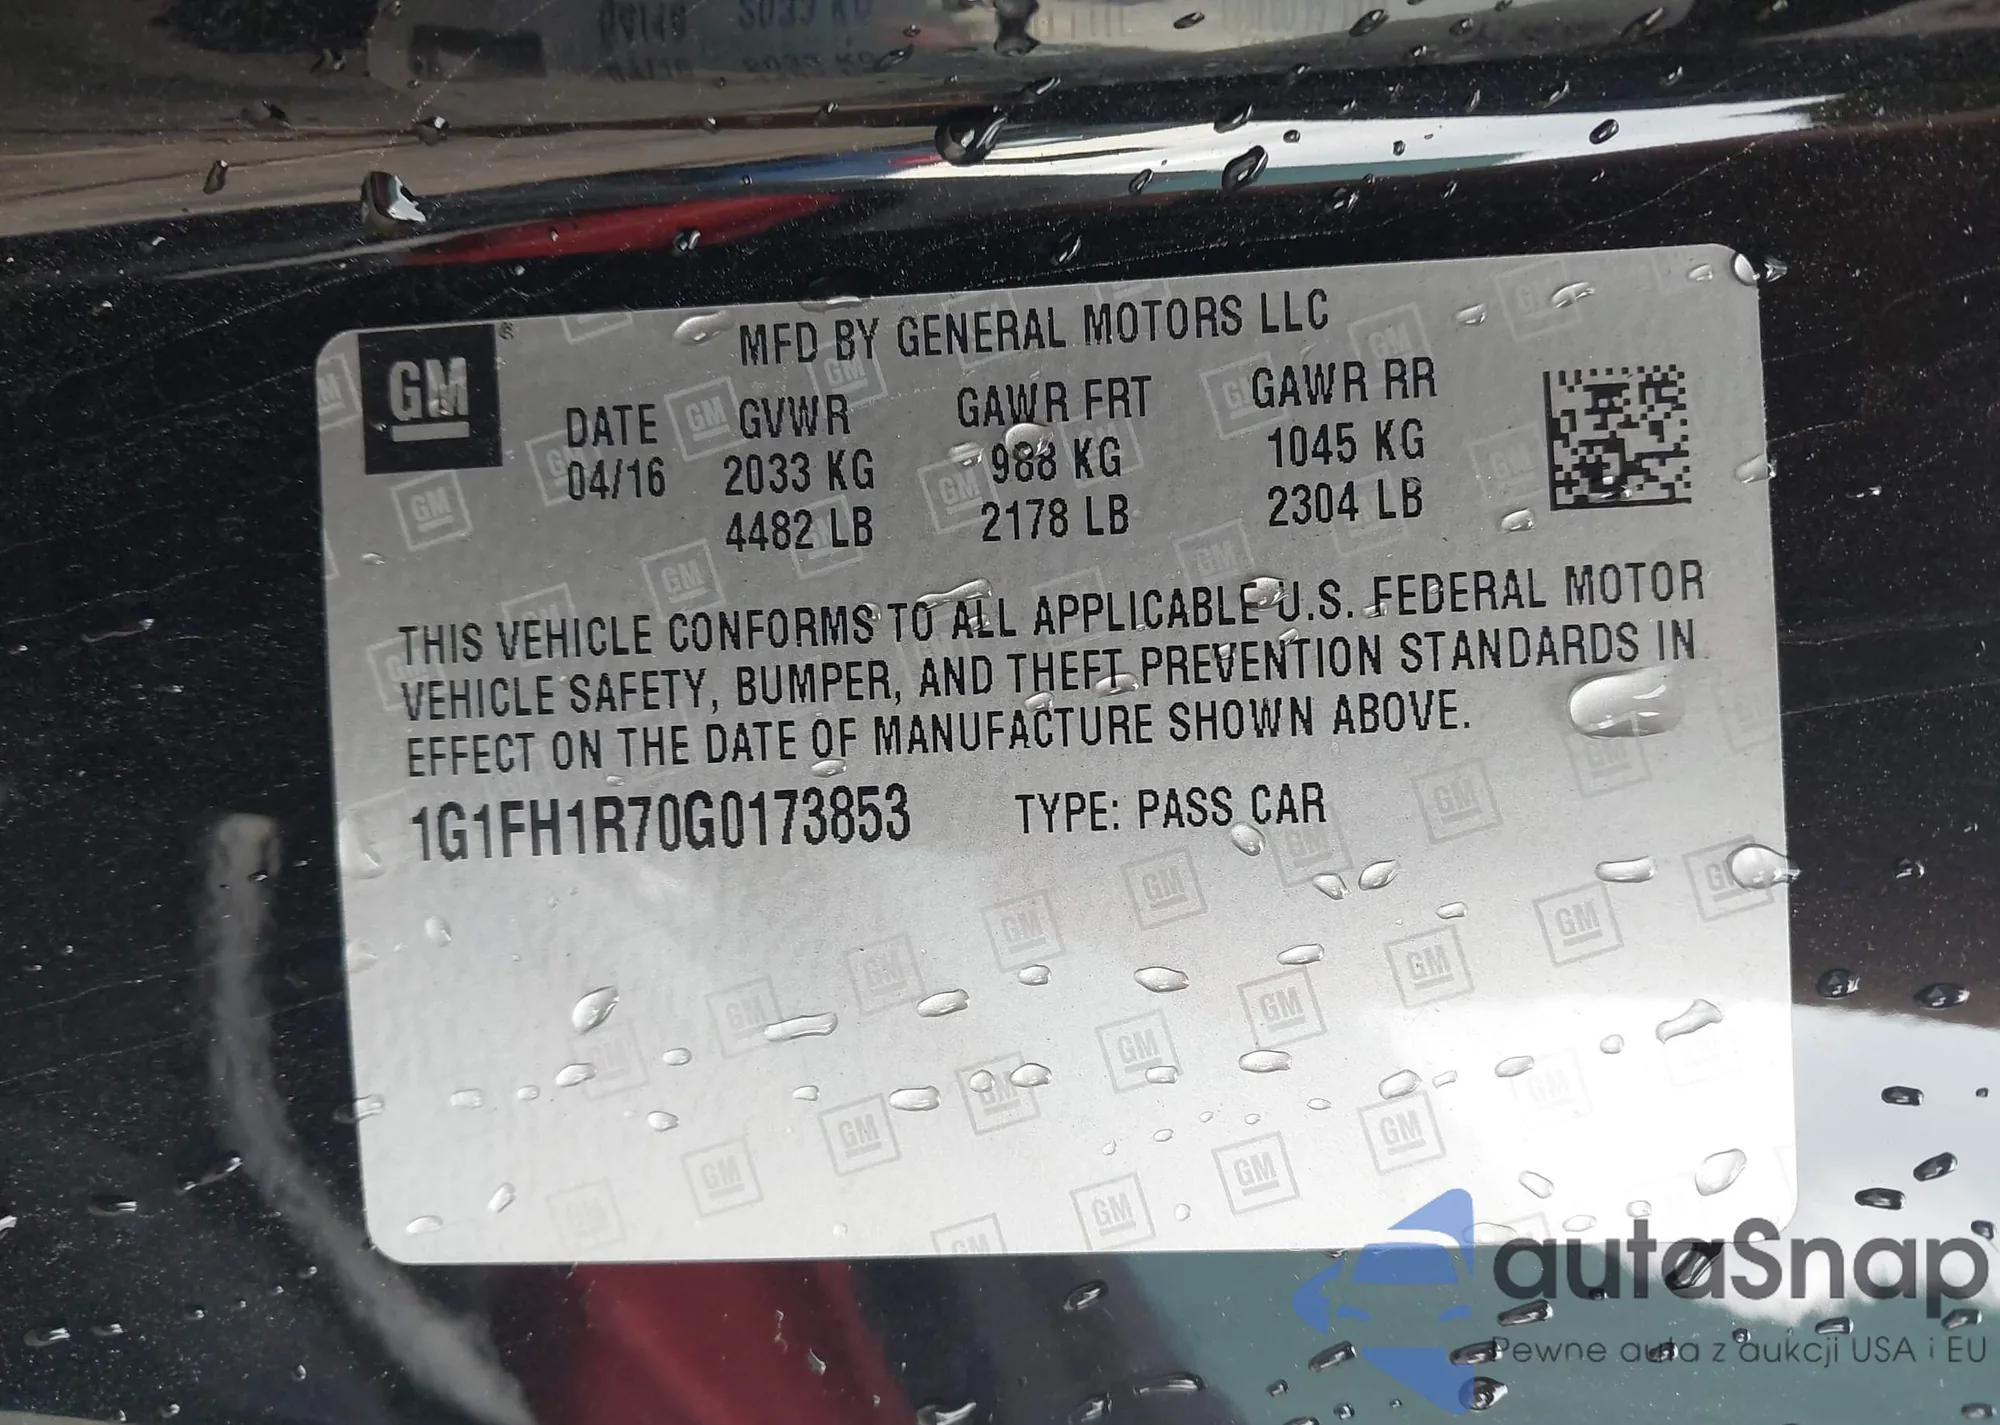 GM
MFD BY GENERAL MOTORS LLC
DATE GVWR GAWR FRT GAWR RR
04/16 2033 KG 988 KG 1045 KG
4482 LB 2178 LB 2304 LB
THIS VEHICLE CONFORMS TO ALL APPLICABLE U.S. FEDERAL MOTOR
VEHICLE SAFETY, BUMPER, AND THEFT PREVENTION STANDARDS IN
EFFECT ON THE DATE OF MANUFACTURE SHOWN ABOVE.
1G1FH1R70G0173853 TYPE: PASS CAR
autaSnap
Pewne auta z aukcji USA i EU